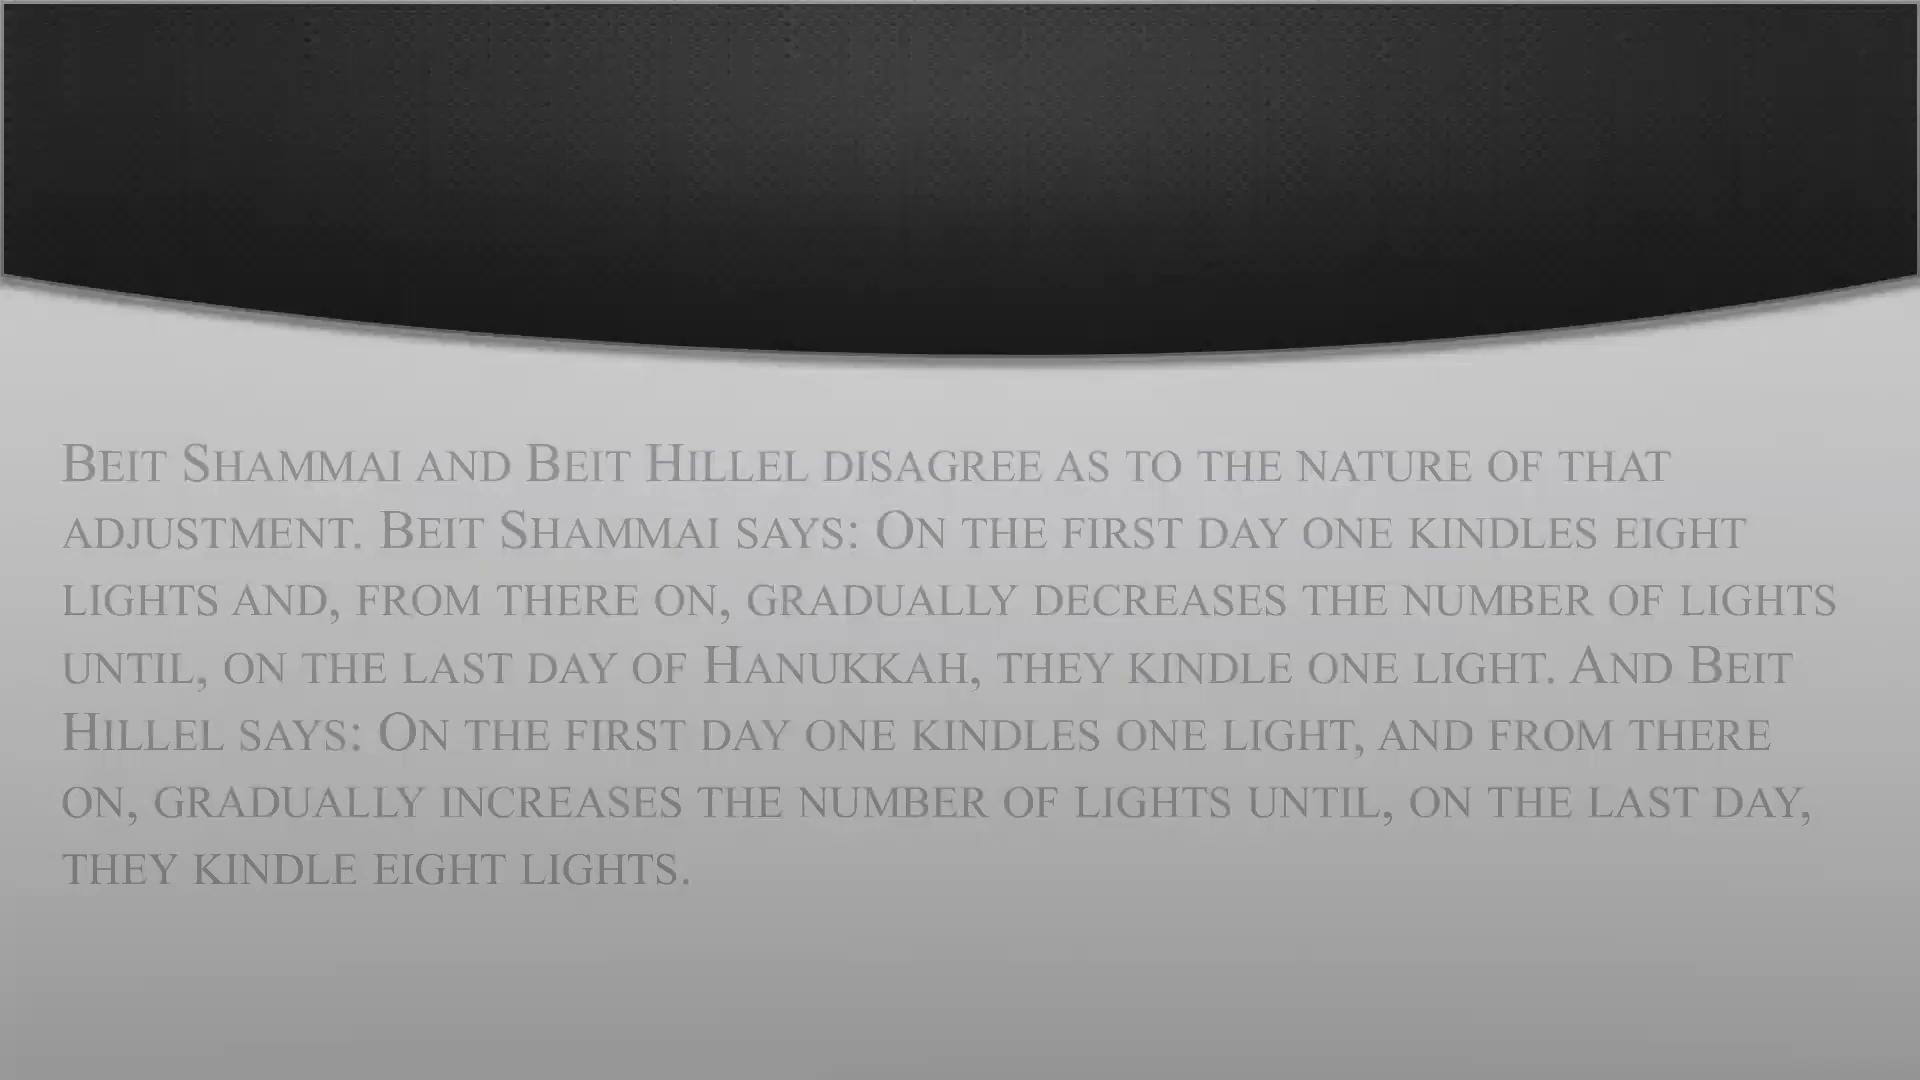 Beit Shammai and Beit Hillel disagree as to the nature of that
adjustment. Beit Shammai says: On the first day one kindles eight
lights and, from there on, gradually decreases the number of lights
until, on the last day of Hanukkah, they kindle one light. And Beit
Hillel says: On the first day one kindles one light, and from there
on, gradually increases the number of lights until, on the last day,
they kindle eight lights.